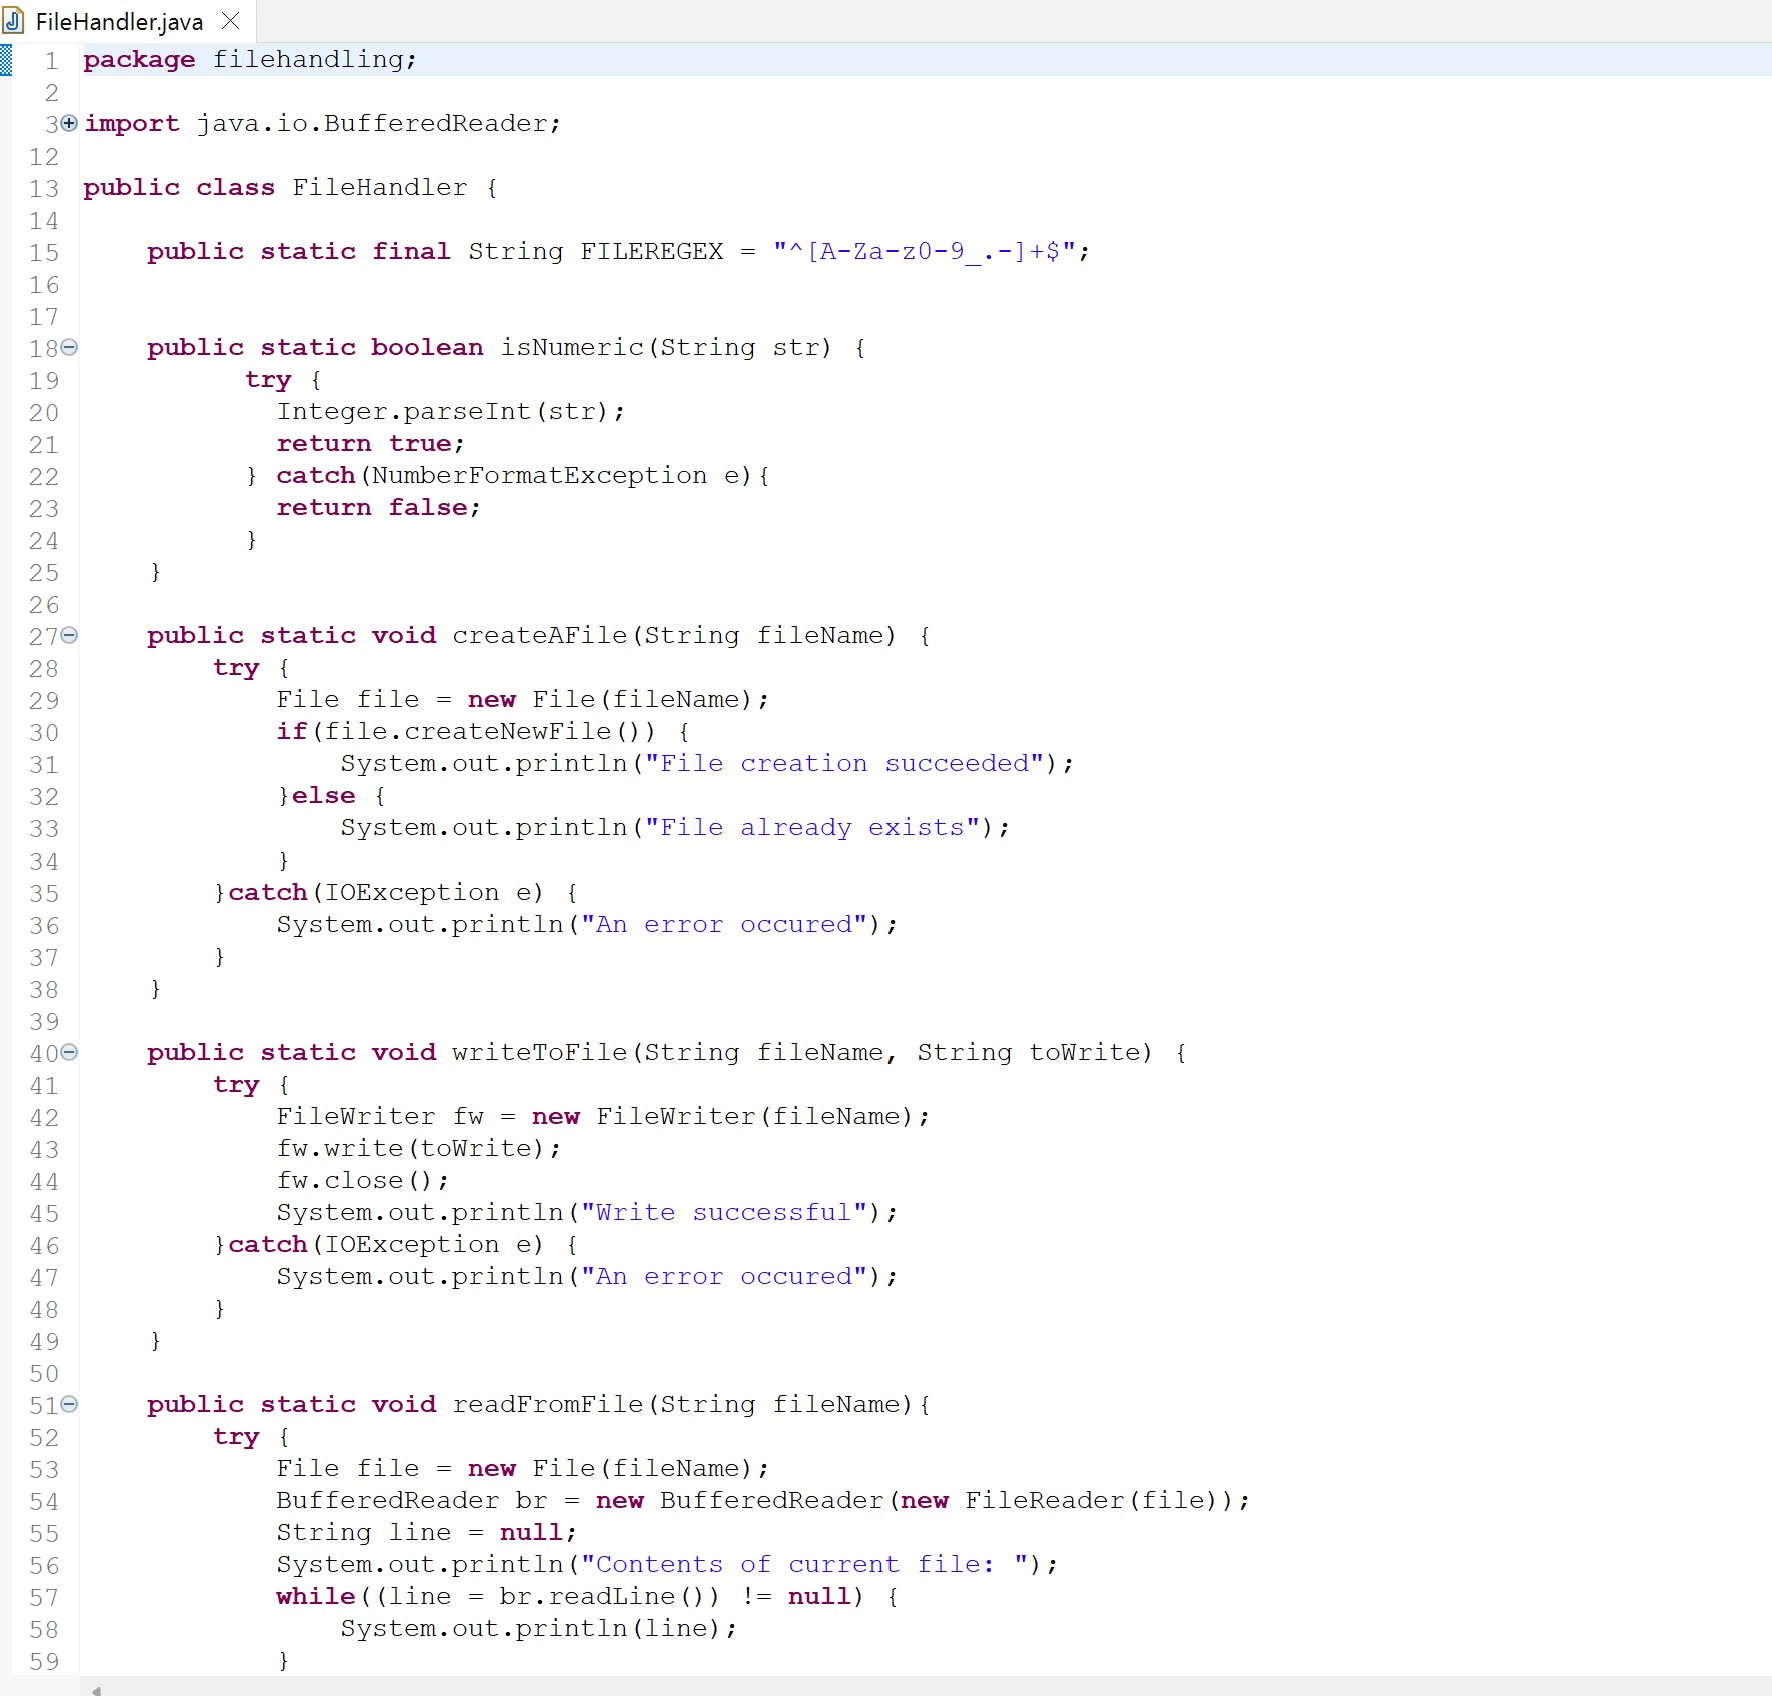 FileHandler.java
1 package filehandling;
2
3 import java.io.BufferedReader;
12
13 public class FileHandler {
14
15     public static final String FILEREGEX = "^[A-Za-z0-9_.-]+$";
16
17
18     public static boolean isNumeric(String str) {
19           try {
20             Integer.parseInt(str);
21             return true;
22           } catch(NumberFormatException e){
23             return false;
24           }
25     }
26
27     public static void createAFile(String fileName) {
28         try {
29             File file = new File(fileName);
30             if(file.createNewFile()) {
31                 System.out.println("File creation succeeded");
32             }else {
33                 System.out.println("File already exists");
34             }
35         }catch(IOException e) {
36             System.out.println("An error occured");
37         }
38     }
39
40     public static void writeToFile(String fileName, String toWrite) {
41         try {
42             FileWriter fw = new FileWriter(fileName);
43             fw.write(toWrite);
44             fw.close();
45             System.out.println("Write successful");
46         }catch(IOException e) {
47             System.out.println("An error occured");
48         }
49     }
50
51     public static void readFromFile(String fileName){
52         try {
53             File file = new File(fileName);
54             BufferedReader br = new BufferedReader(new FileReader(file));
55             String line = null;
56             System.out.println("Contents of current file: ");
57             while((line = br.readLine()) != null) {
58                 System.out.println(line);
59             }